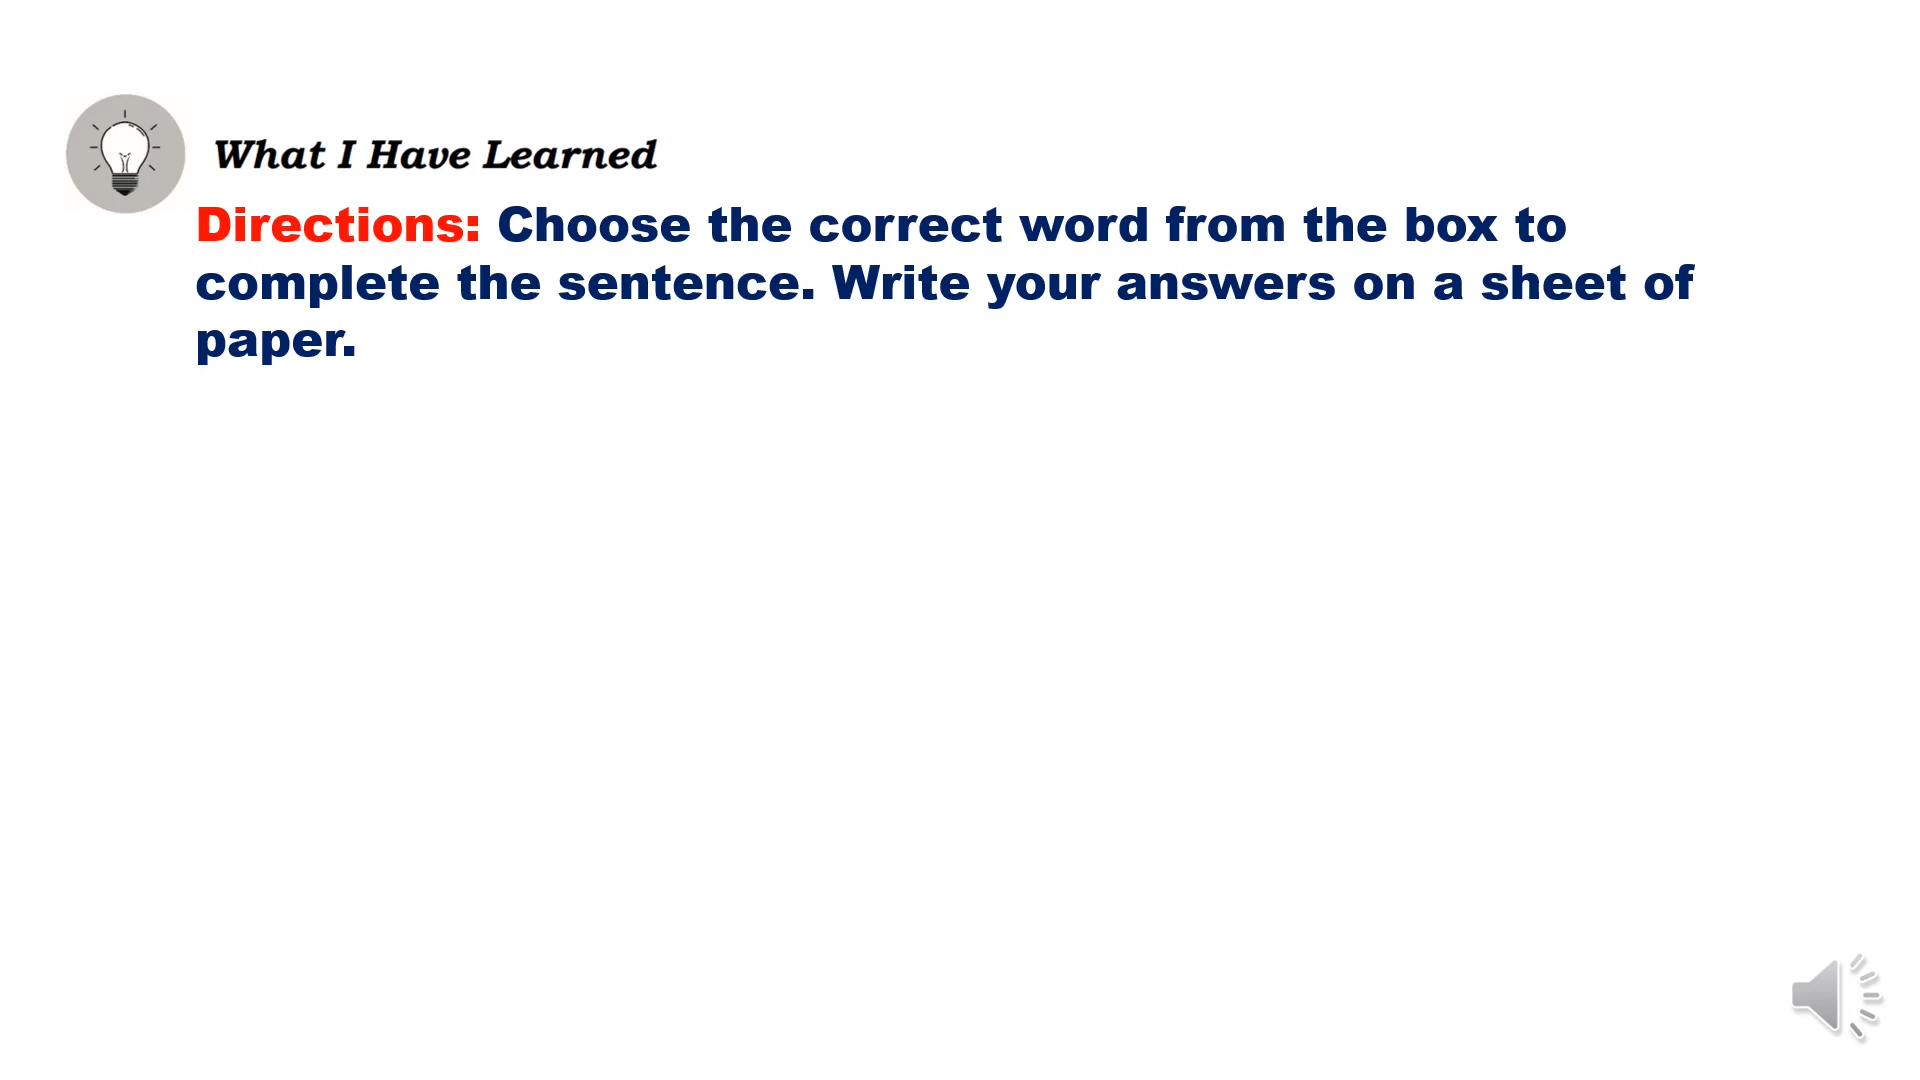 What I Have Learned
Directions: Choose the correct word from the box to
complete the sentence. Write your answers on a sheet of
paper.